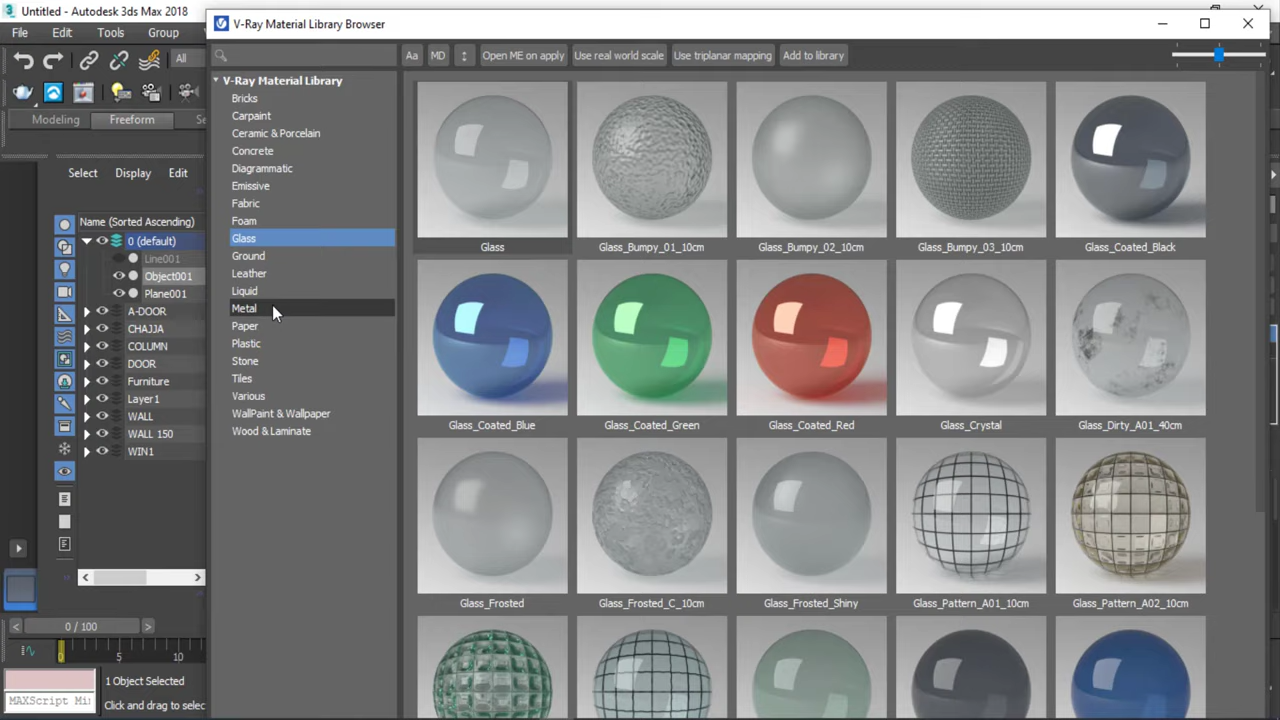 Untitled - Autodesk 3ds Max 2018
V-Ray Material Library Browser
File Edit Tools Group
Aa MD Open ME on apply Use real world scale Use triplanar mapping Add to library
All
Modeling Freeform
Select Display Edit
Name (Sorted Ascending)
0 (default)
Line001
Object001
Plane001
A-DOOR
CHAJJA
COLUMN
DOOR
Furniture
Layer1
WALL
WALL 150
WIN1
V-Ray Material Library
Bricks
Carpaint
Ceramic & Porcelain
Concrete
Diagrammatic
Emissive
Fabric
Foam
Glass
Ground
Leather
Liquid
Metal
Paper
Plastic
Stone
Tiles
Various
WallPaint & Wallpaper
Wood & Laminate
Glass Glass_Bumpy_01_10cm Glass_Bumpy_02_10cm Glass_Bumpy_03_10cm Glass_Coated_Black
Glass_Coated_Blue Glass_Coated_Green Glass_Coated_Red Glass_Crystal Glass_Dirty_A01_40cm
Glass_Frosted Glass_Frosted_C_10cm Glass_Frosted_Shiny Glass_Pattern_A01_10cm Glass_Pattern_A02_10cm
0 / 100
0 5 10
1 Object Selected
MAXScript Mi
Click and drag to selec